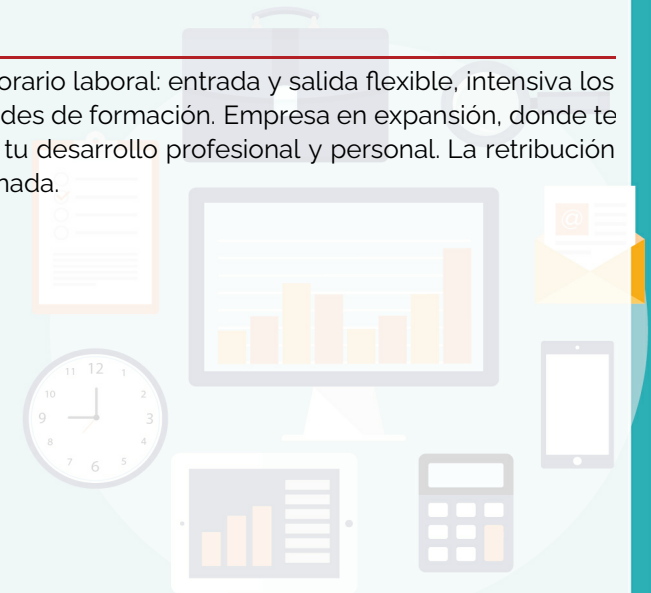 orario laboral: entrada y salida flexible, intensiva los
des de formación. Empresa en expansión, donde te
tu desarrollo profesional y personal. La retribución
nada.
@
11 12 1
10 2
9 3
8 4
7 6 5